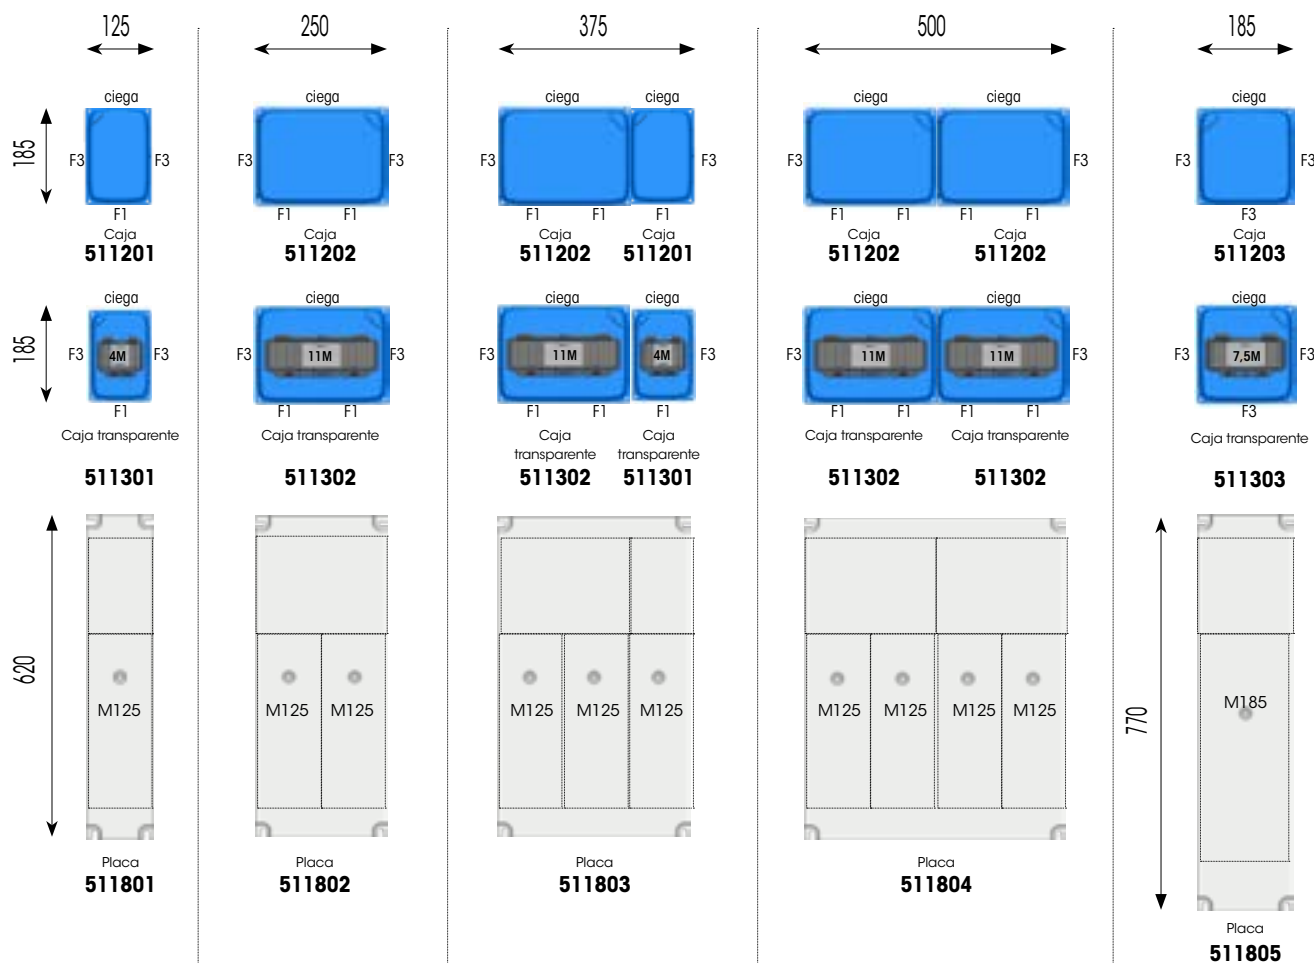 125 250 375 500 185
ciega ciega ciega ciega ciega ciega ciega
185 F3 F3 F3 F3 F3 F3 F3 F3 F3 F3
F1 F1 F1 F1 F1 F1 F1 F1 F1 F1 F3
Caja Caja Caja Caja Caja Caja Caja
511201 511202 511202 511201 511202 511202 511203
ciega ciega ciega ciega ciega ciega ciega
185 F3 4M F3 F3 11M F3 F3 11M 4M F3 F3 11M 11M F3 F3 7,5M F3
F1 F1 F1 F1 F1 F1 F1 F1 F1 F1 F3
Caja transparente Caja transparente Caja Caja Caja transparente Caja transparente Caja transparente
transparente transparente
511301 511302 511302 511301 511302 511302 511303
620 M125 M125 M125 M125 M125 M125 M125 M125 M125 M125 770 M185
Placa Placa Placa Placa
511801 511802 511803 511804
Placa
511805